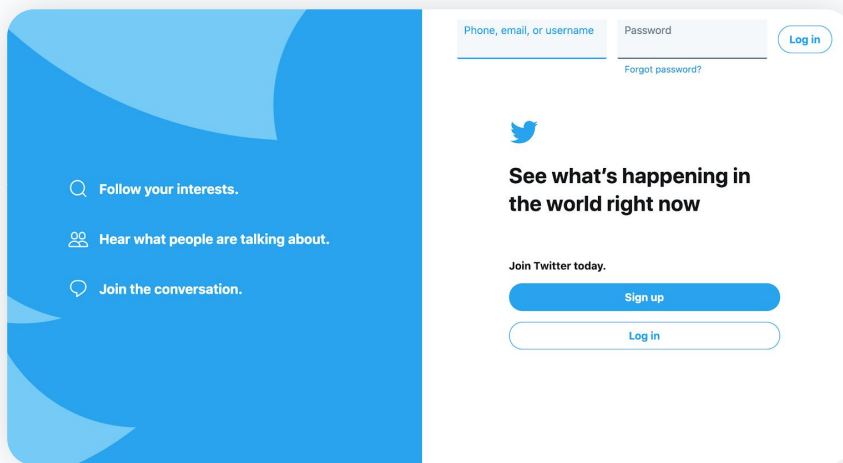 Phone, email, or username
Password
Log in
Forgot password?
Follow your interests.
Hear what people are talking about.
Join the conversation.
See what's happening in
the world right now
Join Twitter today.
Sign up
Log in